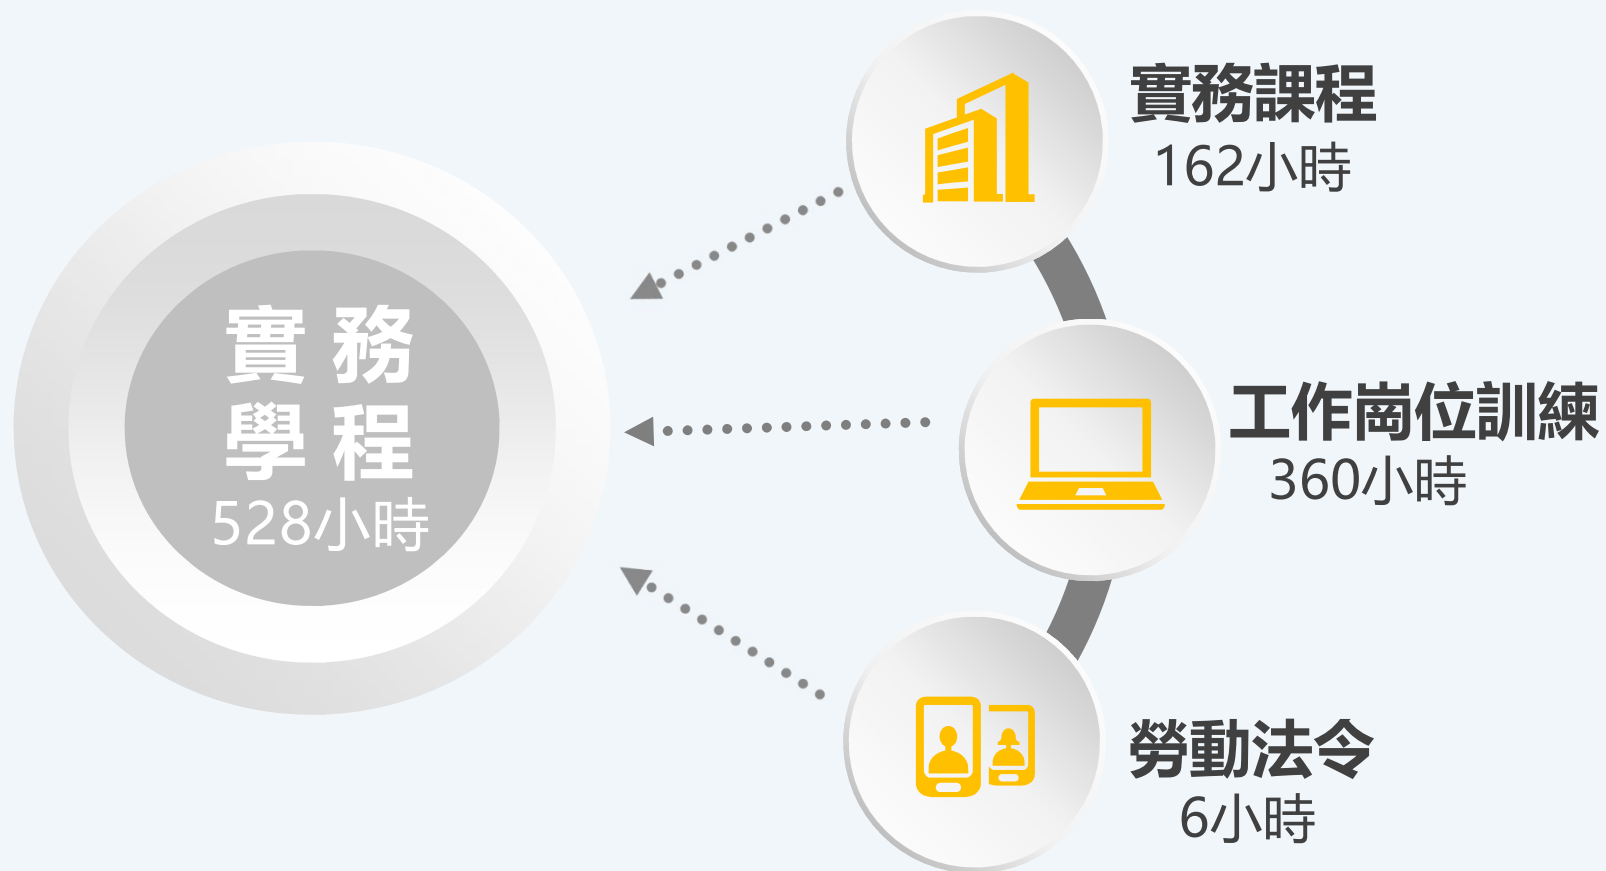 實務
學程
528小時
實務課程
162小時
工作崗位訓練
360小時
勞動法令
6小時